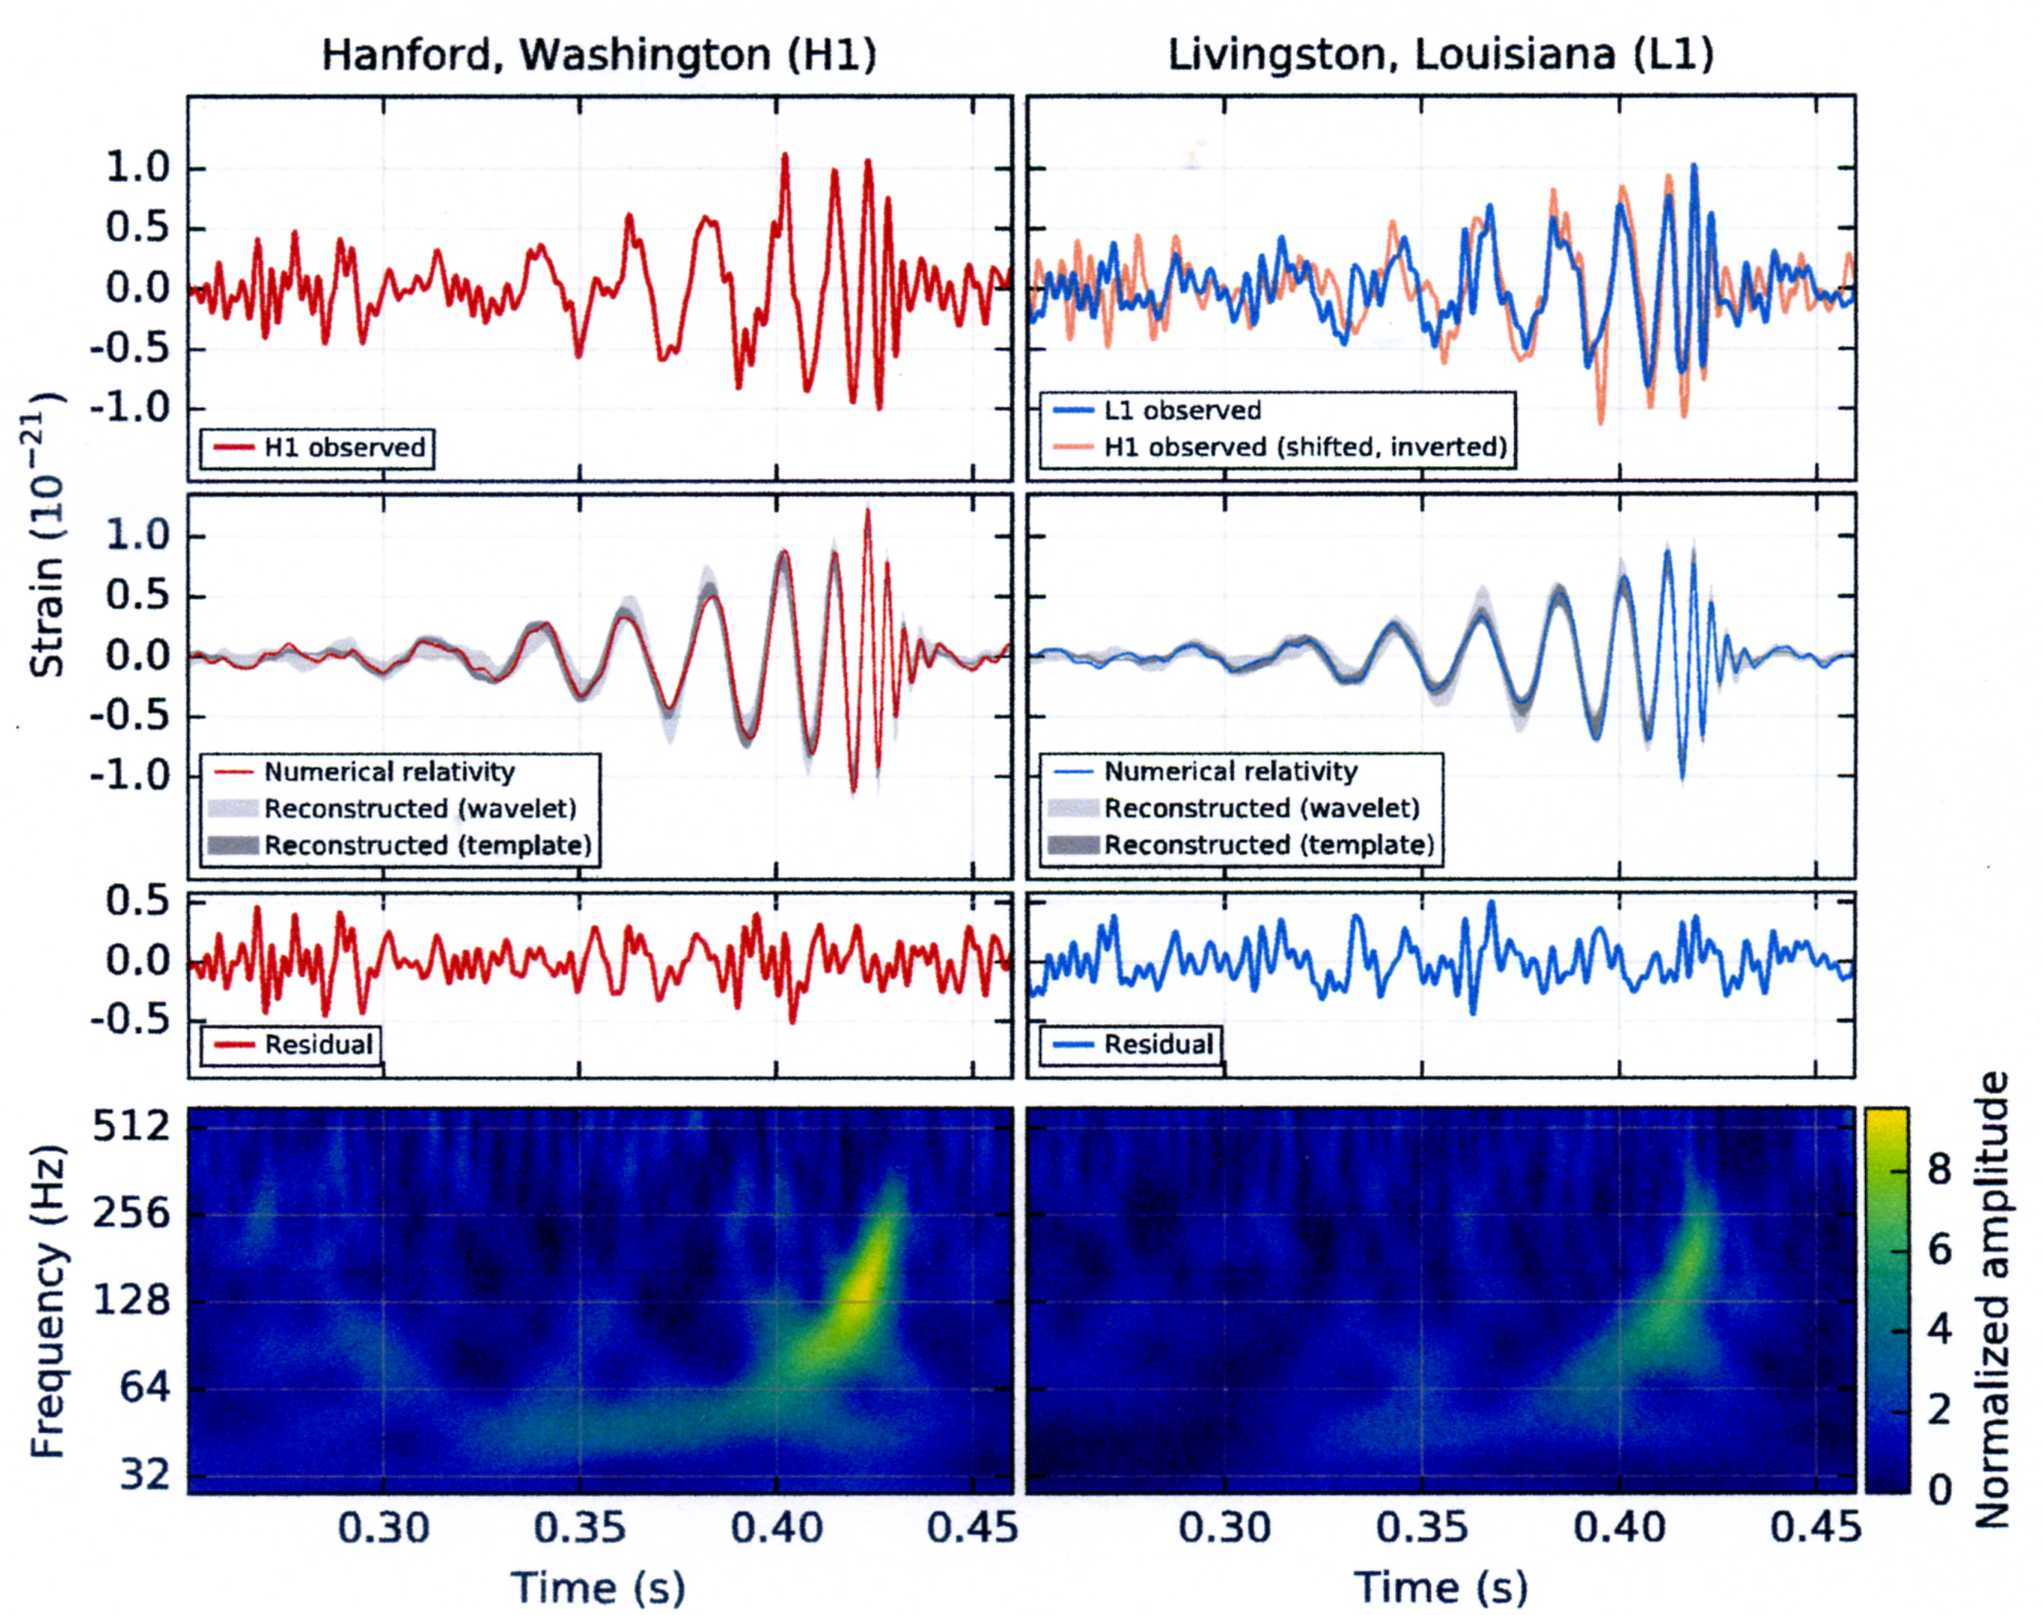 Hanford, Washington (H1)
Livingston, Louisiana (L1)
Strain (10⁻²¹)
1.0
0.5
0.0
-0.5
-1.0
H1 observed
L1 observed
H1 observed (shifted, inverted)
1.0
0.5
0.0
-0.5
-1.0
Numerical relativity
Reconstructed (wavelet)
Reconstructed (template)
Numerical relativity
Reconstructed (wavelet)
Reconstructed (template)
0.5
0.0
-0.5
Residual
Residual
Frequency (Hz)
512
256
128
64
32
Normalized amplitude
8
6
4
2
0
0.30 0.35 0.40 0.45
0.30 0.35 0.40 0.45
Time (s)
Time (s)